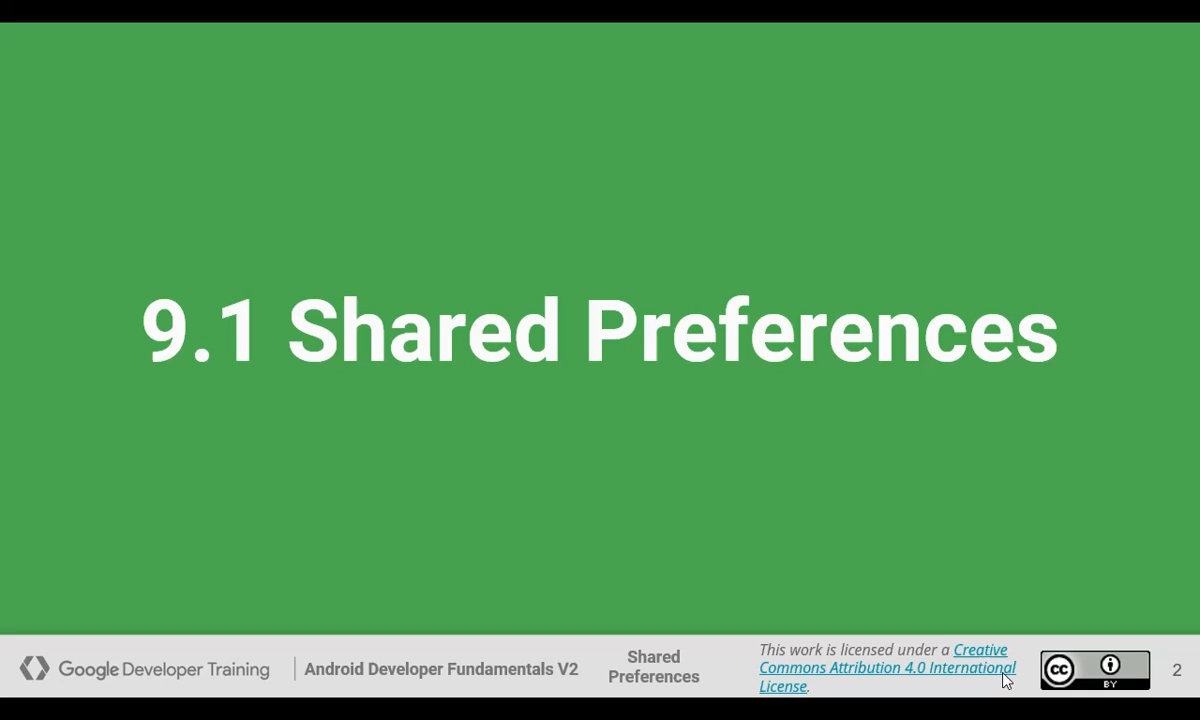 9.1 Shared Preferences
Google Developer Training
Android Developer Fundamentals V2
Shared
Preferences
This work is licensed under a Creative
Commons Attribution 4.0 International
License.
cc
BY
2